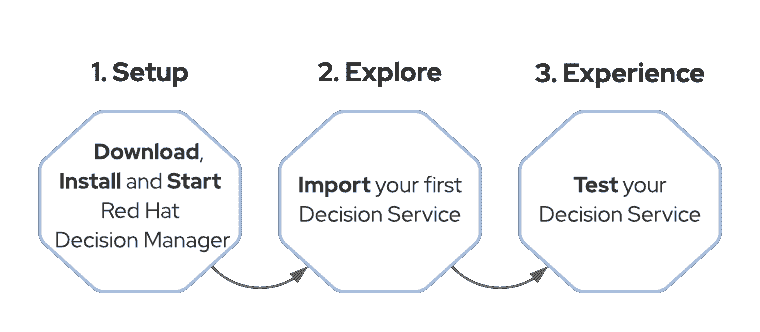 1. Setup
2. Explore
3. Experience
Download,
Install and Start
Red Hat
Decision Manager
Import your first
Decision Service
Test your
Decision Service